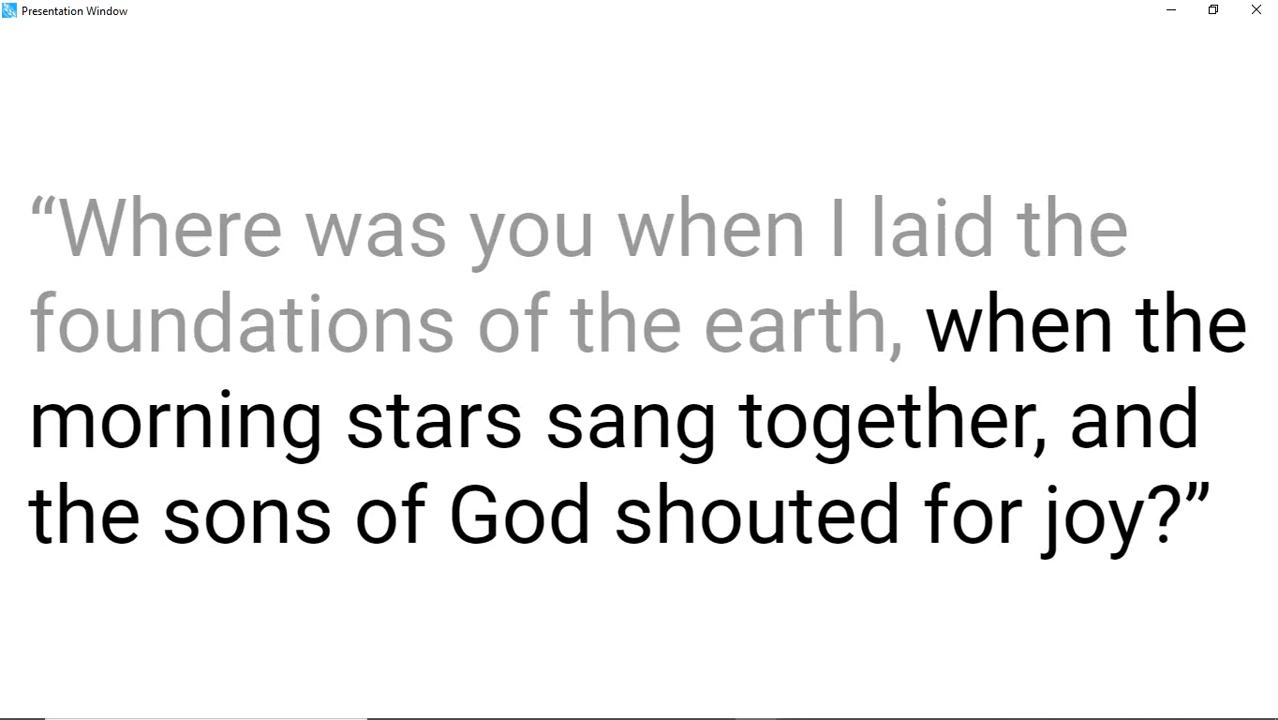 Presentation Window
“Where was you when I laid the
foundations of the earth, when the
morning stars sang together, and
the sons of God shouted for joy?”